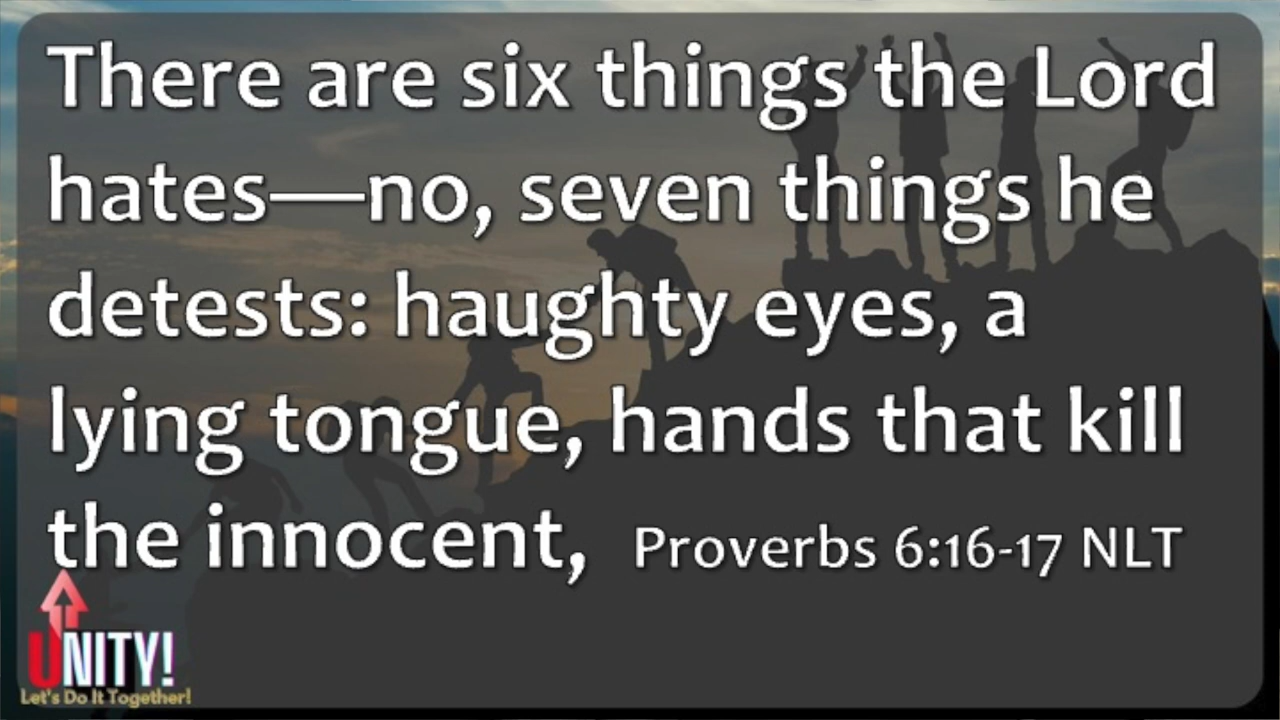 There are six things the Lord
hates—no, seven things he
detests: haughty eyes, a
lying tongue, hands that kill
the innocent, Proverbs 6:16-17 NLT
UNITY!
Let's Do It Together!